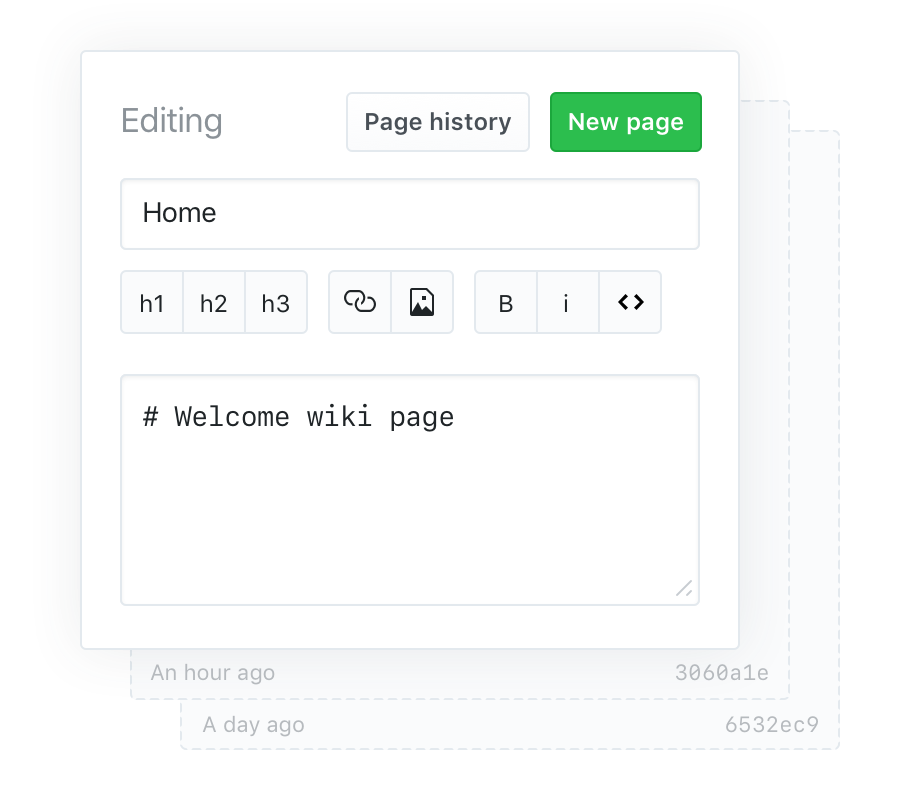 Editing Page history New page
Home
h1 h2 h3 B i <>
# Welcome wiki page
An hour ago 3060a1e
A day ago 6532ec9